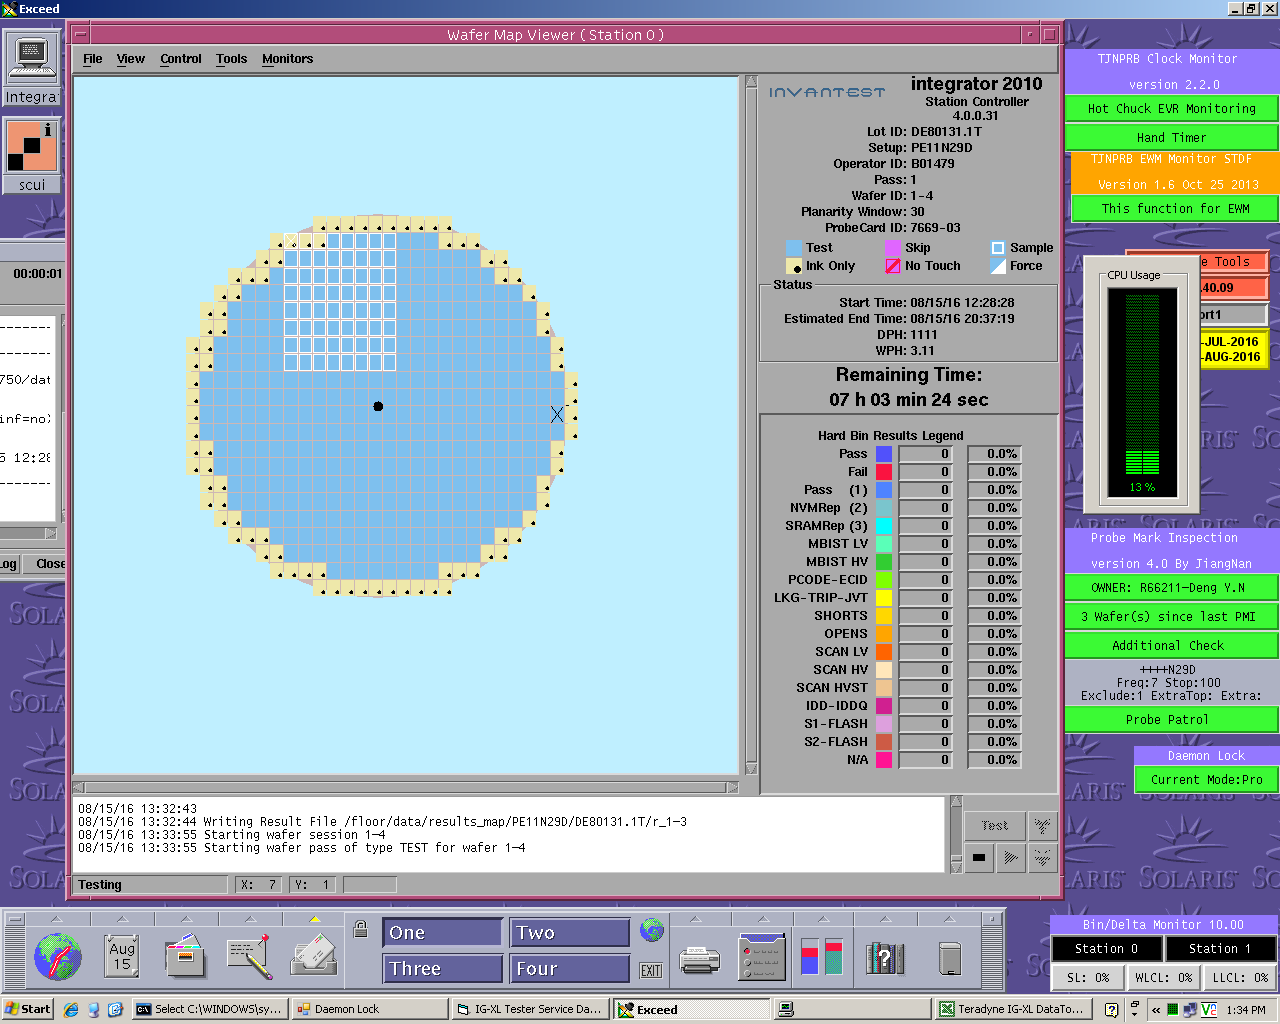 Exceed
Wafer Map Viewer ( Station 0 )
File View Control Tools Monitors
Integra
scui
00:00:01
750/dat
inf=no)
5 12:28
Log Close
INVANTEST
integrator 2010
Station Controller
4.0.0.31
Lot ID: DE80131.1T
Setup: PE11N29D
Operator ID: B01479
Pass: 1
Wafer ID: 1-4
Planarity Window: 30
ProbeCard ID: 7669-03
Test Skip Sample
Ink Only No Touch Force
Status
Start Time: 08/15/16 12:28:28
Estimated End Time: 08/15/16 20:37:19
DPH: 1111
WPH: 3.11
Remaining Time:
07 h 03 min 24 sec
Hard Bin Results Legend
Pass 0 0.0%
Fail 0 0.0%
Pass (1) 0 0.0%
NVMRep (2) 0 0.0%
SRAMRep (3) 0 0.0%
MBIST LV 0 0.0%
MBIST HV 0 0.0%
PCODE-ECID 0 0.0%
LKG-TRIP-JVT 0 0.0%
SHORTS 0 0.0%
OPENS 0 0.0%
SCAN LV 0 0.0%
SCAN HV 0 0.0%
SCAN HVST 0 0.0%
IDD-IDDQ 0 0.0%
S1-FLASH 0 0.0%
S2-FLASH 0 0.0%
N/A 0 0.0%
X
08/15/16 13:32:43
08/15/16 13:32:44 Writing Result File /floor/data/results_map/PE11N29D/DE80131.1T/r_1-3
08/15/16 13:33:55 Starting wafer session 1-4
08/15/16 13:33:55 Starting wafer pass of type TEST for wafer 1-4
Test
Testing X: 7 Y: 1
TJNPRB Clock Monitor
version 2.2.0
Hot Chuck EVR Monitoring
Hand Timer
TJNPRB EWM Monitor STDF
Version 1.6 Oct 25 2013
This function for EWM
e Tools
.40.09
ort1
-JUL-2016
-AUG-2016
CPU Usage
13 %
Probe Mark Inspection
version 4.0 By JiangNan
OWNER: R66211-Deng Y.N
3 Wafer(s) since last PMI
Additional Check
++++N29D
Freq:7 Stop:100
Exclude:1 ExtraTop: Extra:
Probe Patrol
Daemon Lock
Current Mode:Pro
SOLARIS
Aug
15
One Two
Three Four
EXIT
Bin/Delta Monitor 10.00
Station 0 Station 1
SL: 0% WLCL: 0% LLCL: 0%
Start Select C:\WINDOWS\sy... Daemon Lock IG-XL Tester Service Da... Exceed Teradyne IG-XL DataTo... 1:34 PM